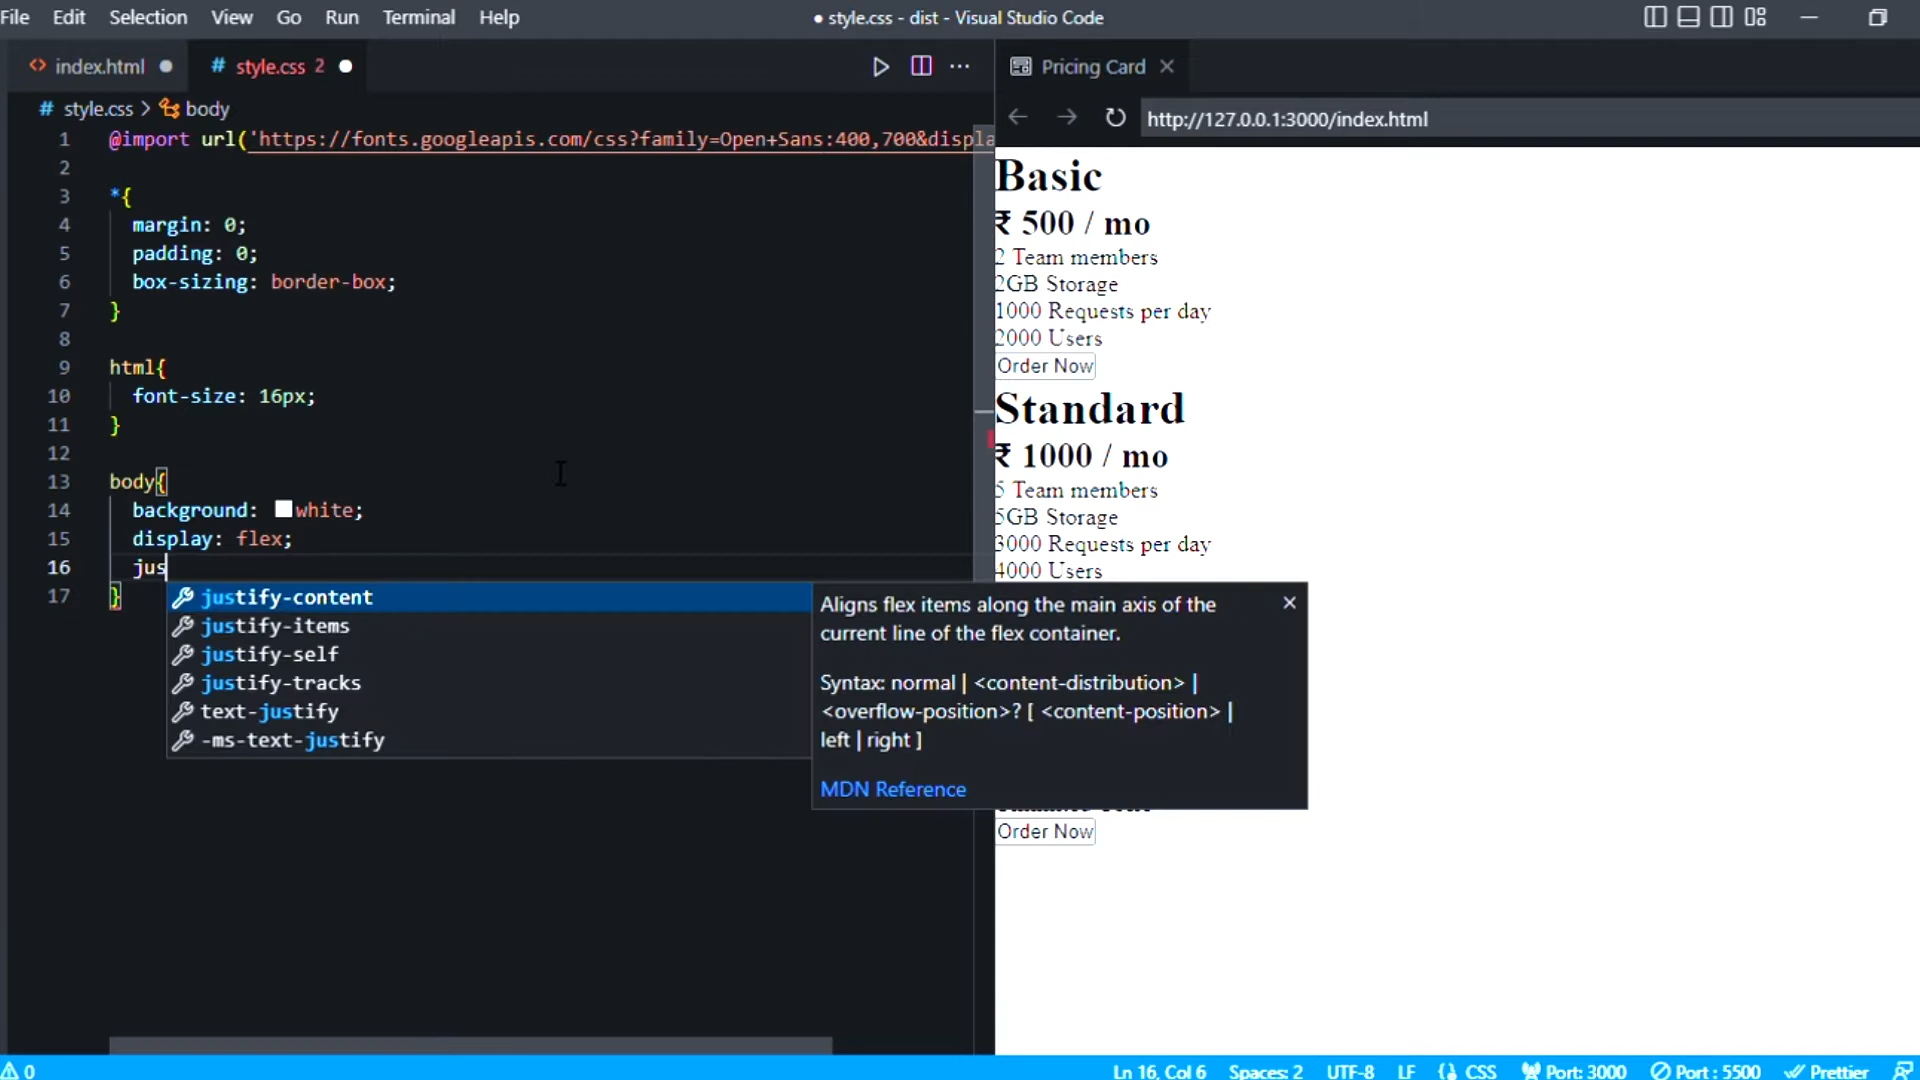 File Edit Selection View Go Run Terminal Help
● style.css - dist - Visual Studio Code
index.html ●
# style.css 2 ●
Pricing Card
# style.css > body
http://127.0.0.1:3000/index.html
1 @import url('https://fonts.googleapis.com/css?family=Open+Sans:400,700&displa
2
3 *{
4 margin: 0;
5 padding: 0;
6 box-sizing: border-box;
7 }
8
9 html{
10 font-size: 16px;
11 }
12
13 body{
14 background: white;
15 display: flex;
16 jus
17 }
justify-content
justify-items
justify-self
justify-tracks
text-justify
-ms-text-justify
Aligns flex items along the main axis of the
current line of the flex container.
Syntax: normal | <content-distribution> |
<overflow-position>? [ <content-position> |
left | right ]
MDN Reference
Basic
₹ 500 / mo
2 Team members
2GB Storage
1000 Requests per day
2000 Users
Order Now
Standard
₹ 1000 / mo
5 Team members
5GB Storage
3000 Requests per day
4000 Users
Order Now
0
Ln 16, Col 6 Spaces: 2 UTF-8 LF CSS Port: 3000 Port : 5500 Prettier